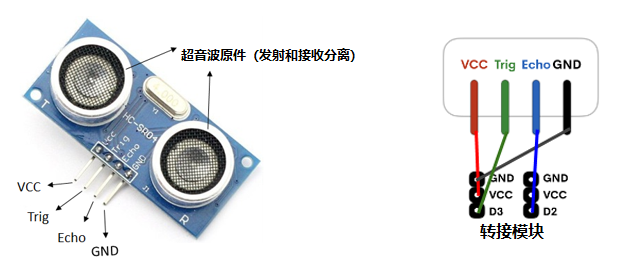 超音波原件（发射和接收分离）
T
HC-SR04
Vcc
Trig
Echo
GND
J1
R
VCC
Trig
Echo
GND
VCC Trig Echo GND
GND GND
VCC VCC
D3 D2
转接模块